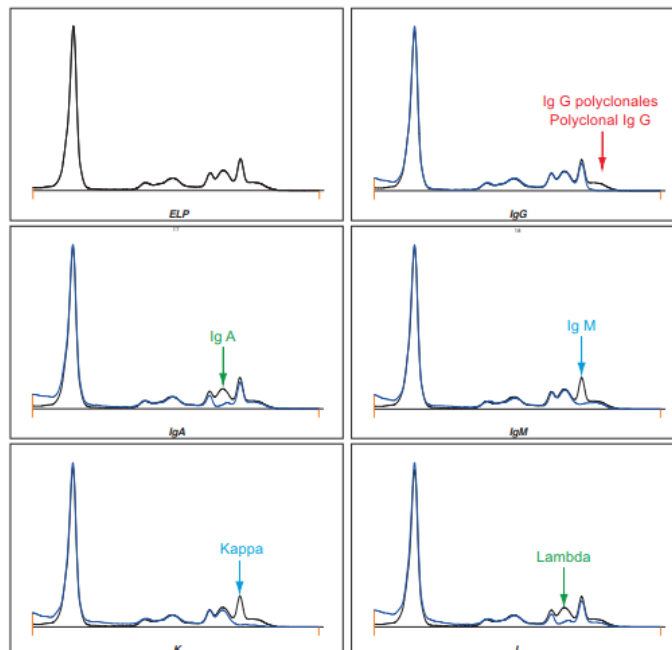 ELP
Ig G polyclonales
Polyclonal Ig G
IgG
Ig A
IgA
Ig M
IgM
Kappa
K
Lambda